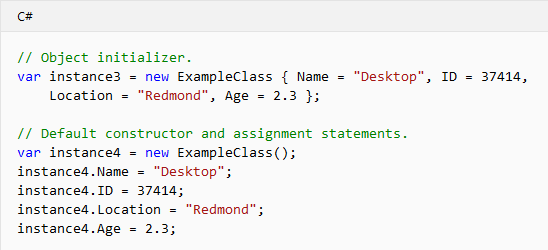 C#
// Object initializer.
var instance3 = new ExampleClass { Name = "Desktop", ID = 37414,
    Location = "Redmond", Age = 2.3 };
// Default constructor and assignment statements.
var instance4 = new ExampleClass();
instance4.Name = "Desktop";
instance4.ID = 37414;
instance4.Location = "Redmond";
instance4.Age = 2.3;